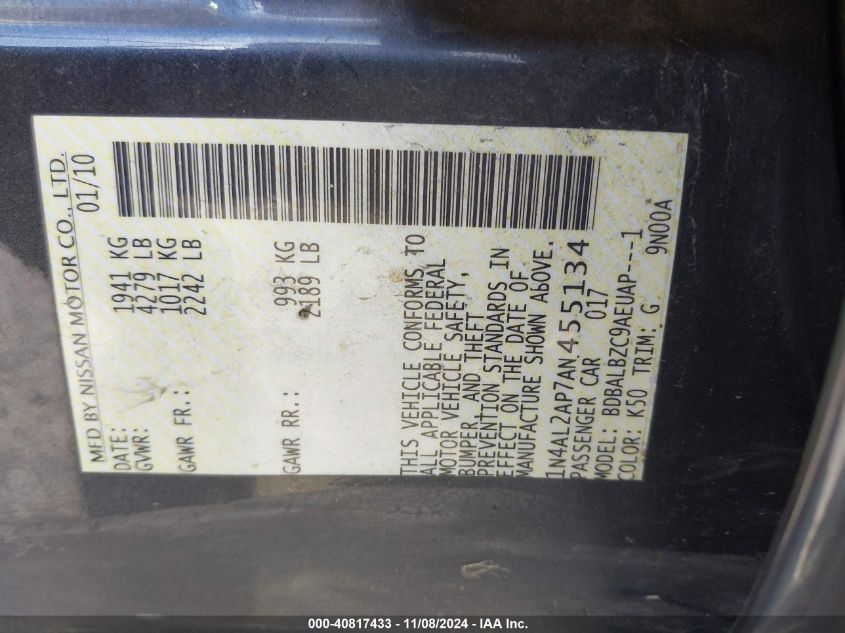 MFD BY NISSAN MOTOR CO., LTD.
DATE: 01/10
GVWR: 1941 KG
4279 LB
GAWR FR.: 1017 KG
2242 LB
GAWR RR.: 993 KG
2189 LB
THIS VEHICLE CONFORMS TO
ALL APPLICABLE FEDERAL
MOTOR VEHICLE SAFETY,
BUMPER AND THEFT
PREVENTION STANDARDS IN
EFFECT ON THE DATE OF
MANUFACTURE SHOWN ABOVE.
1N4AL2AP7AN455134
PASSENGER CAR 017
MODEL: BDBALBZC9AEUAP----1
COLOR: K50 TRIM: G 9N00A
000-40817433 - 11/08/2024 - IAA Inc.